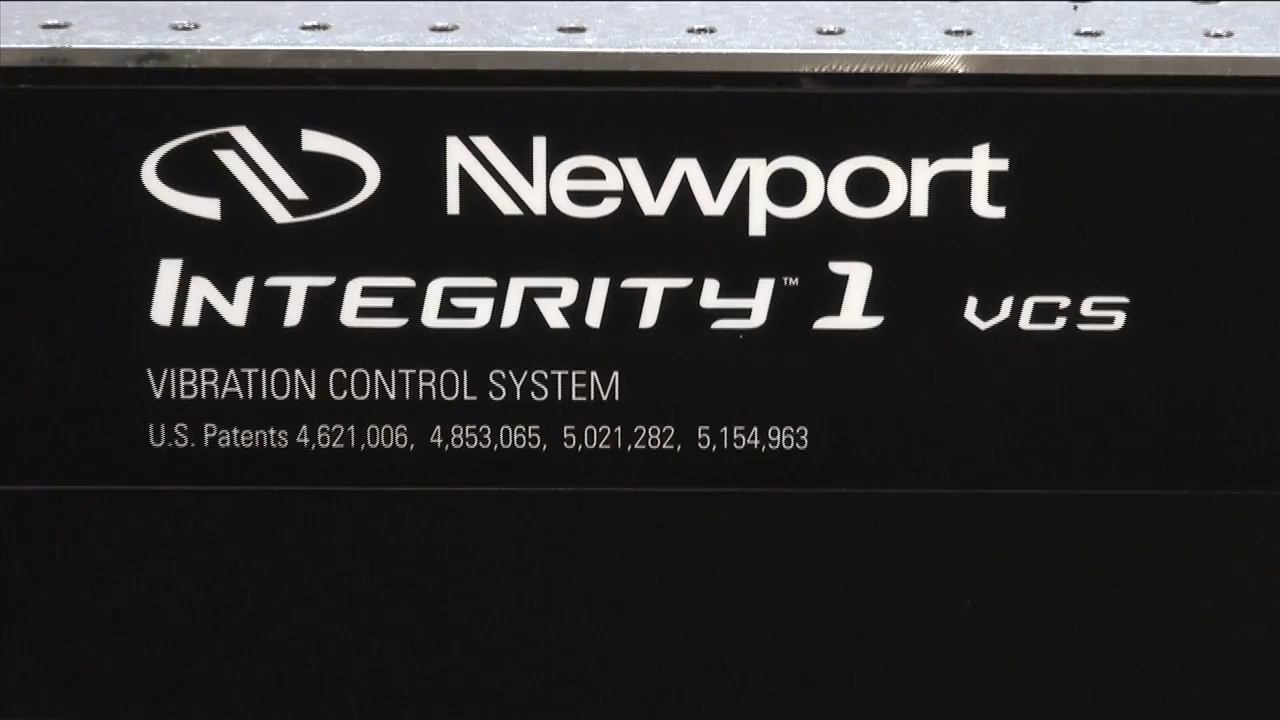 Newport
INTEGRITY™ 1 VCS
VIBRATION CONTROL SYSTEM
U.S. Patents 4,621,006, 4,853,065, 5,021,282, 5,154,963